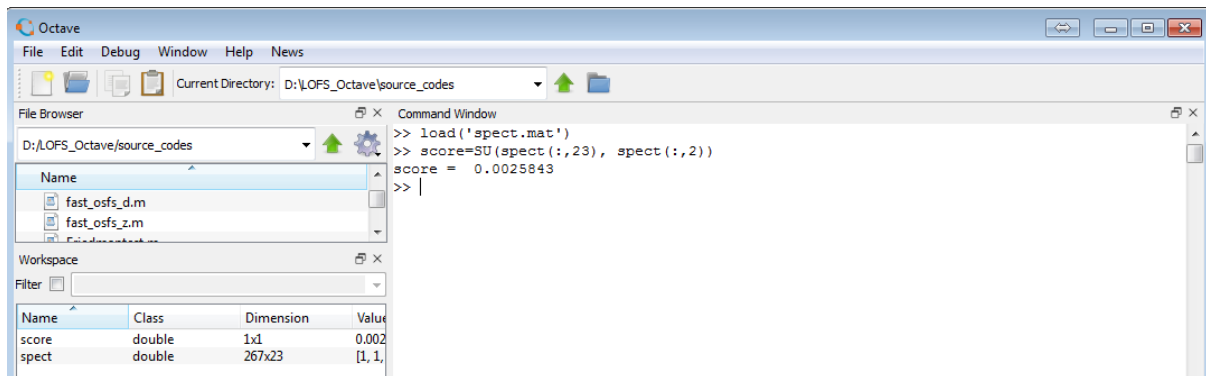 Octave
File Edit Debug Window Help News
Current Directory: D:\LOFS_Octave\source_codes
File Browser
D:/LOFS_Octave/source_codes
Name
fast_osfs_d.m
fast_osfs_z.m
Workspace
Filter
Name Class Dimension Value
score double 1x1 0.002
spect double 267x23 [1, 1,
Command Window
>> load('spect.mat')
>> score=SU(spect(:,23), spect(:,2))
score = 0.0025843
>>